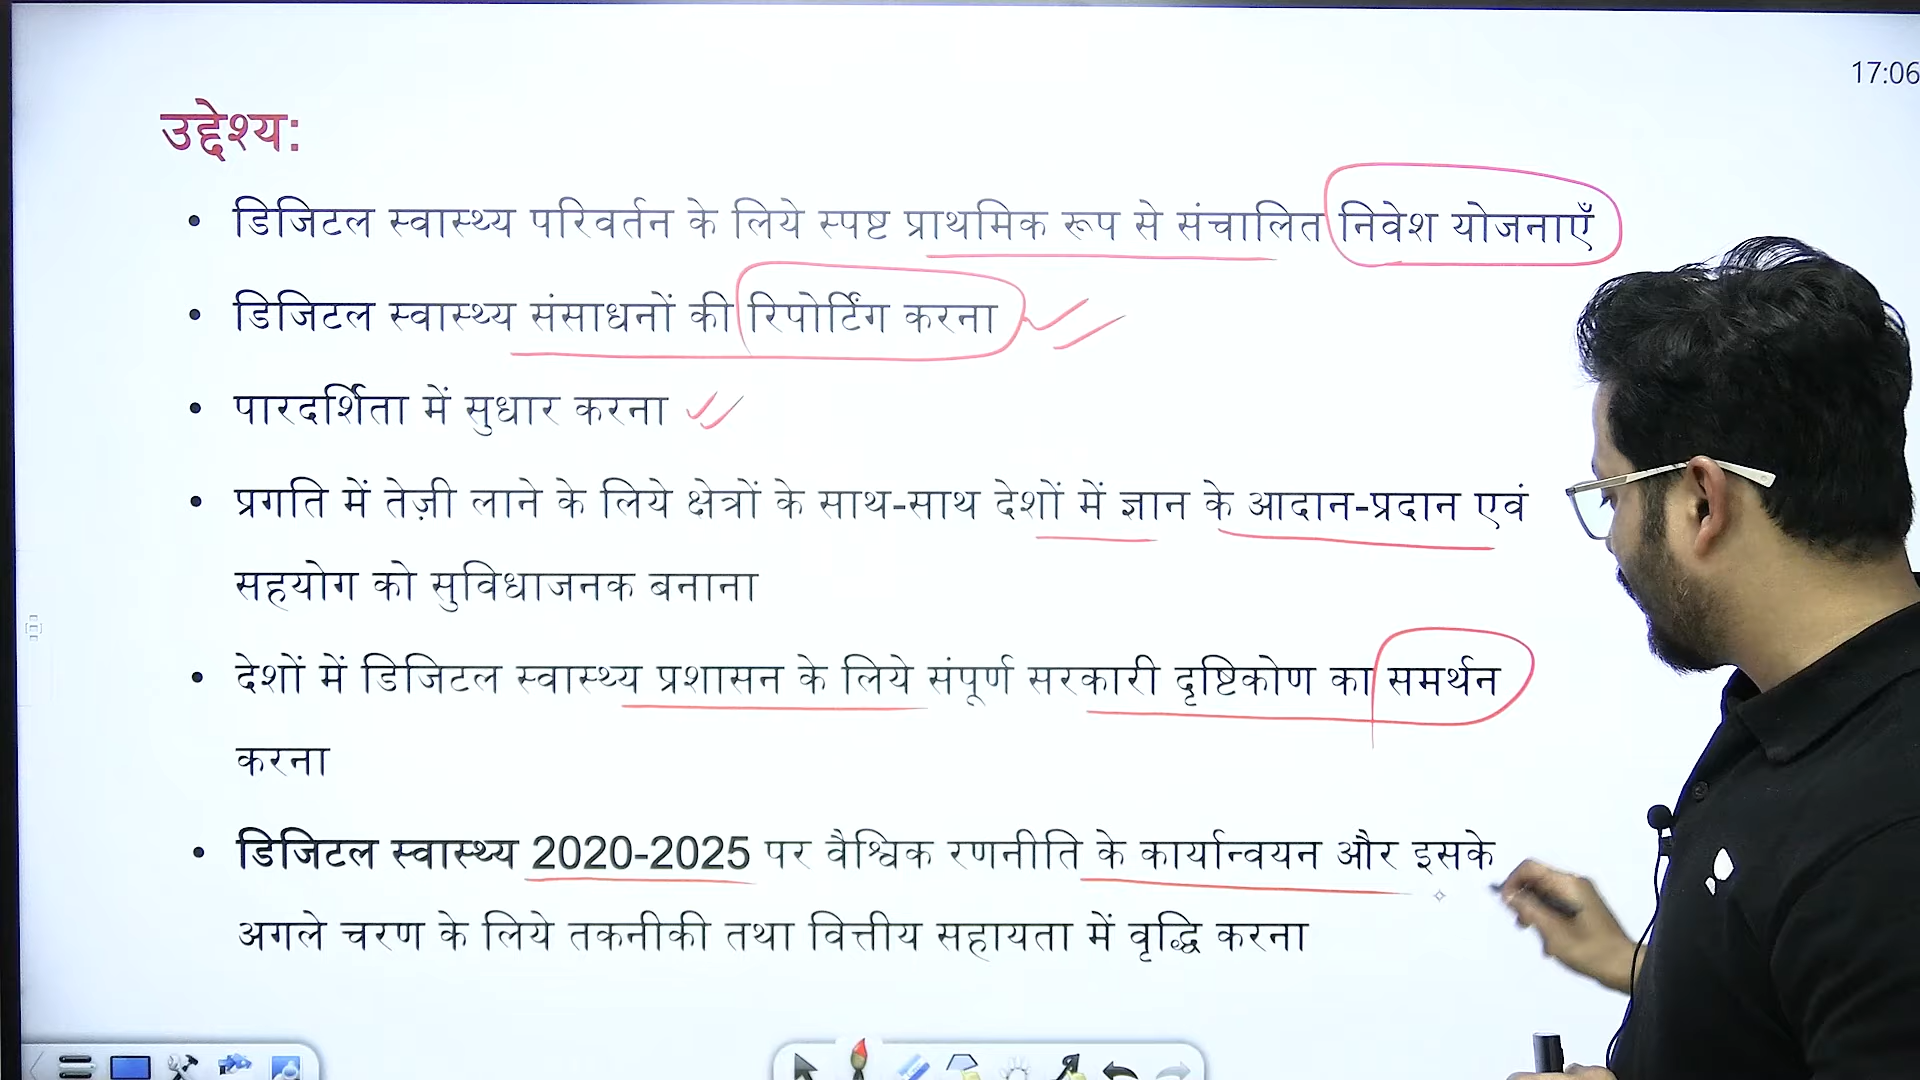 17:06
उद्देश्य:
• डिजिटल स्वास्थ्य परिवर्तन के लिये स्पष्ट प्राथमिक रूप से संचालित निवेश योजनाएँ
• डिजिटल स्वास्थ्य संसाधनों की रिपोर्टिंग करना
• पारदर्शिता में सुधार करना
• प्रगति में तेज़ी लाने के लिये क्षेत्रों के साथ-साथ देशों में ज्ञान के आदान-प्रदान एवं
सहयोग को सुविधाजनक बनाना
• देशों में डिजिटल स्वास्थ्य प्रशासन के लिये संपूर्ण सरकारी दृष्टिकोण का समर्थन
करना
• डिजिटल स्वास्थ्य 2020-2025 पर वैश्विक रणनीति के कार्यान्वयन और इसके
अगले चरण के लिये तकनीकी तथा वित्तीय सहायता में वृद्धि करना